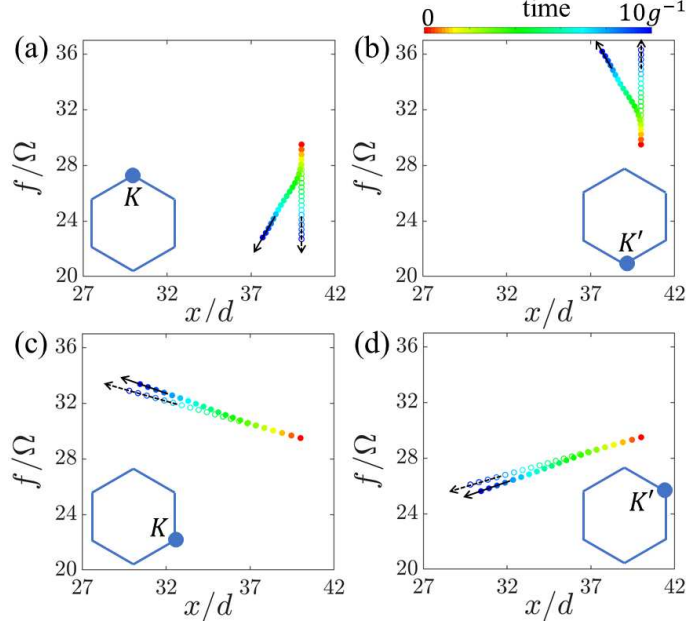 0 time 10g⁻¹
(a)
36
32
28
24
20
f/Ω
K
27 32 37 42
x/d
(b)
36
32
28
24
20
f/Ω
K′
27 32 37 42
x/d
(c)
36
32
28
24
20
f/Ω
K
27 32 37 42
x/d
(d)
36
32
28
24
20
f/Ω
K′
27 32 37 42
x/d